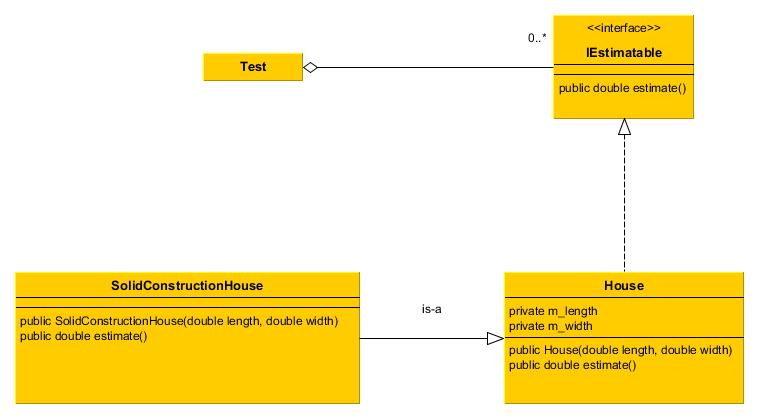 <<interface>>
0..*
IEstimatable
Test
public double estimate()
SolidConstructionHouse
House
is-a
private m_length
private m_width
public SolidConstructionHouse(double length, double width)
public double estimate()
public House(double length, double width)
public double estimate()